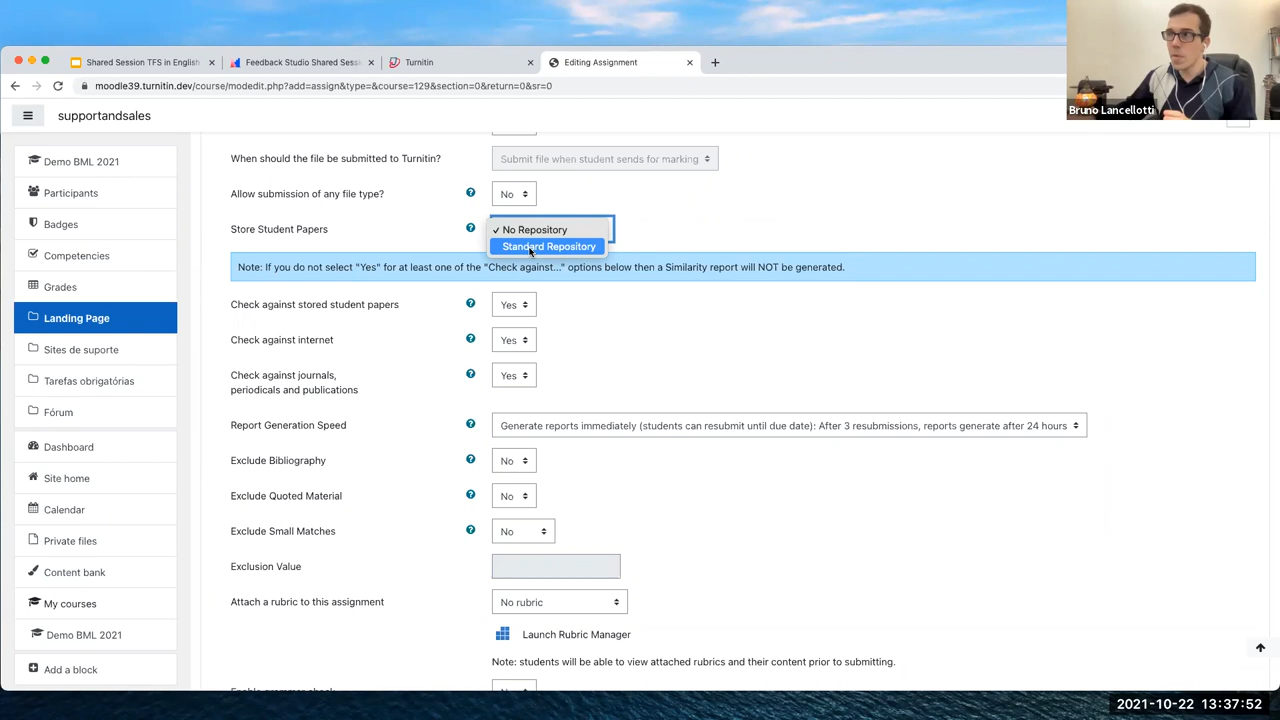 Shared Session TFS in English
Feedback Studio Shared Sessi
Turnitin
Editing Assignment
moodle39.turnitin.dev/course/modedit.php?add=assign&type=&course=129&section=0&return=0&sr=0
Bruno Lancellotti
supportandsales
Demo BML 2021
Participants
Badges
Competencies
Grades
Landing Page
Sites de suporte
Tarefas obrigatórias
Fórum
Dashboard
Site home
Calendar
Private files
Content bank
My courses
Demo BML 2021
Add a block
When should the file be submitted to Turnitin?
Submit file when student sends for marking
Allow submission of any file type?
No
Store Student Papers
✓ No Repository
Standard Repository
Note: If you do not select "Yes" for at least one of the "Check against..." options below then a Similarity report will NOT be generated.
Check against stored student papers
Yes
Check against internet
Yes
Check against journals,
periodicals and publications
Yes
Report Generation Speed
Generate reports immediately (students can resubmit until due date): After 3 resubmissions, reports generate after 24 hours
Exclude Bibliography
No
Exclude Quoted Material
No
Exclude Small Matches
No
Exclusion Value
Attach a rubric to this assignment
No rubric
Launch Rubric Manager
Note: students will be able to view attached rubrics and their content prior to submitting.
2021-10-22 13:37:52